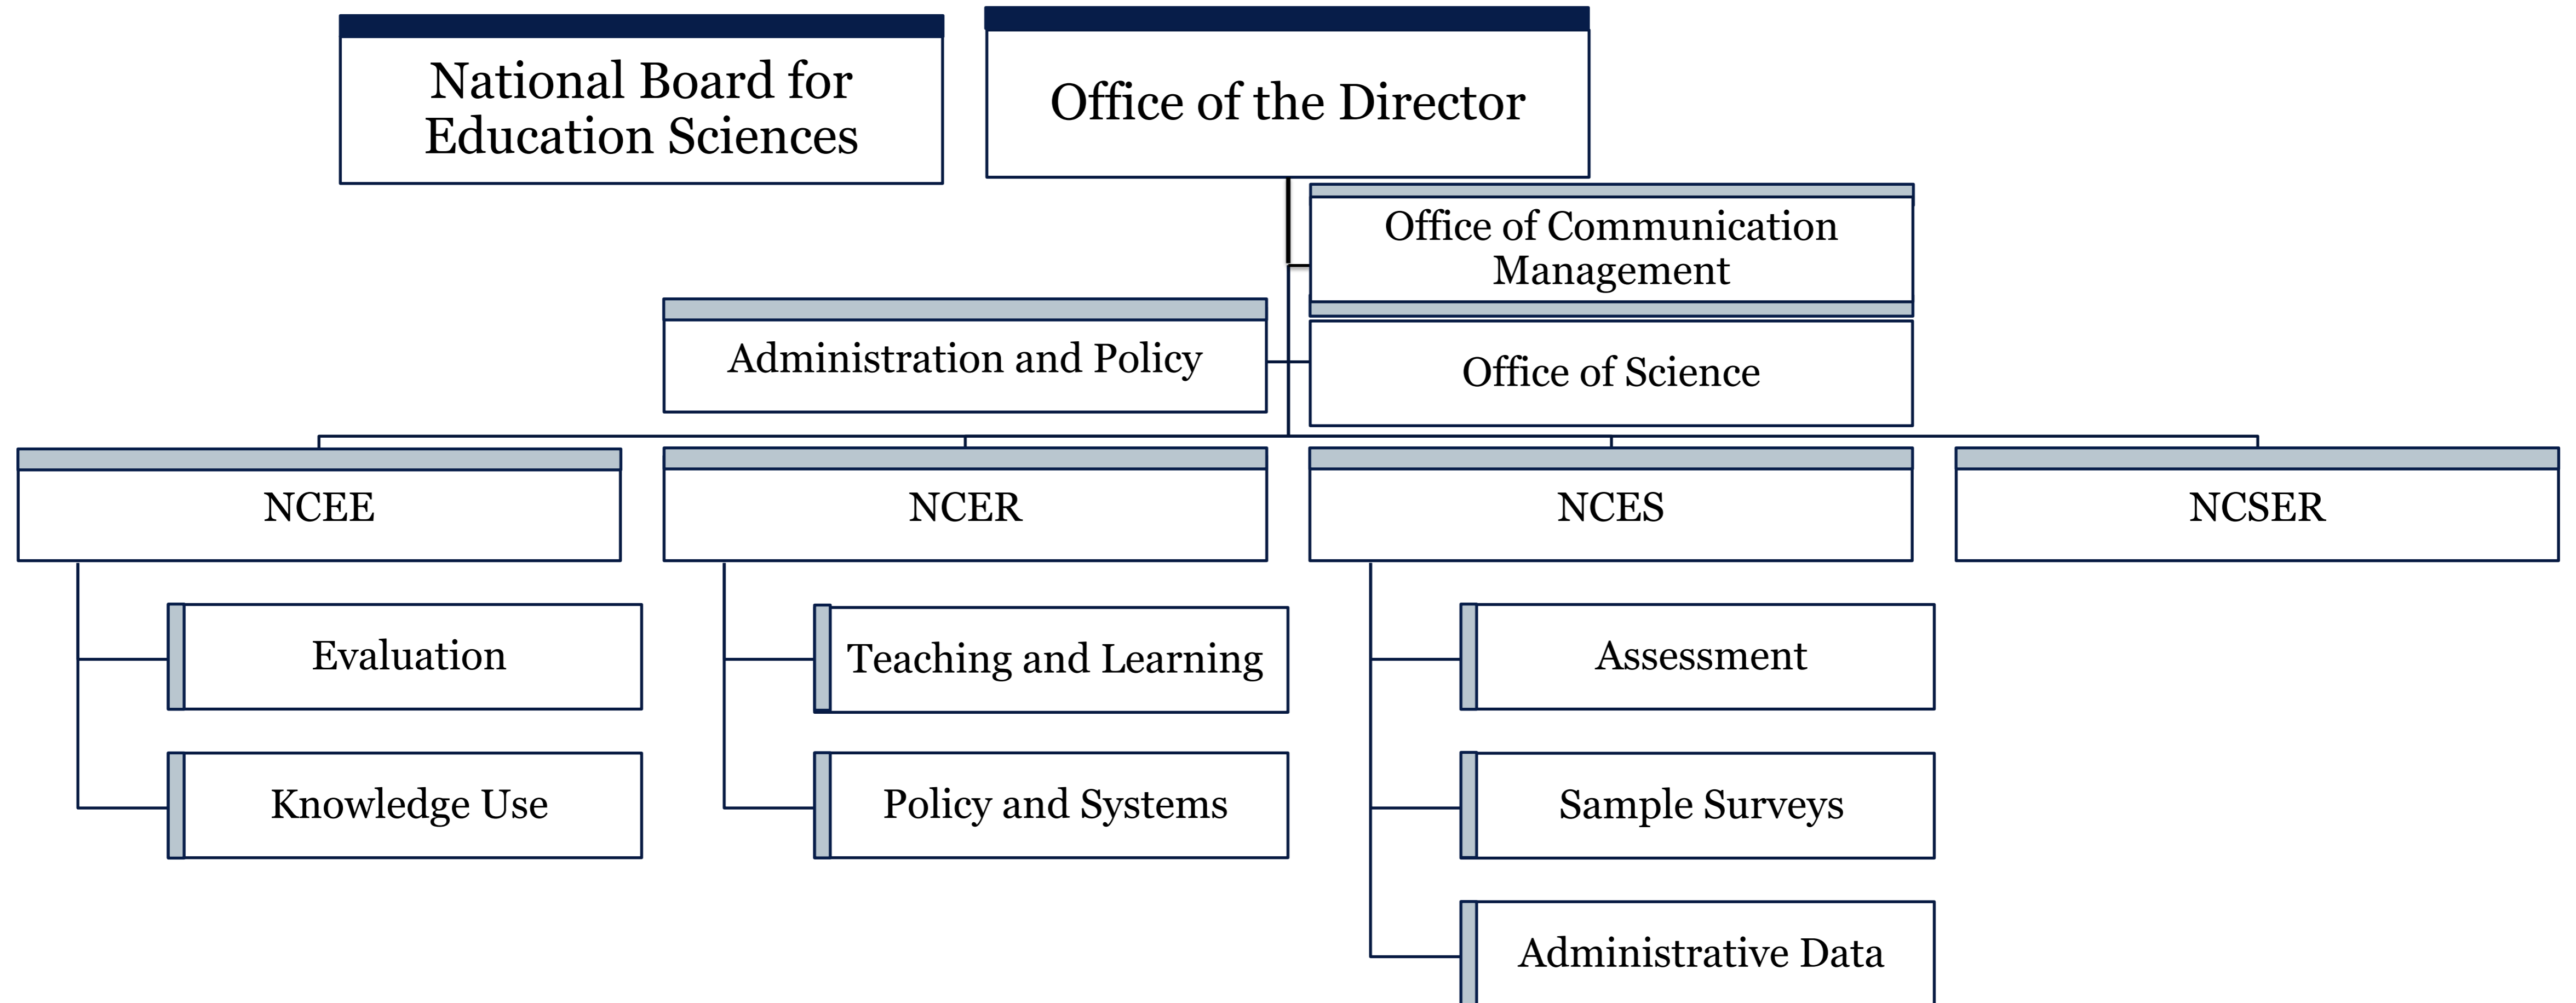 National Board for
Education Sciences
Office of the Director
Office of Communication
Management
Administration and Policy
Office of Science
NCEE
NCER
NCES
NCSER
Evaluation
Teaching and Learning
Assessment
Knowledge Use
Policy and Systems
Sample Surveys
Administrative Data